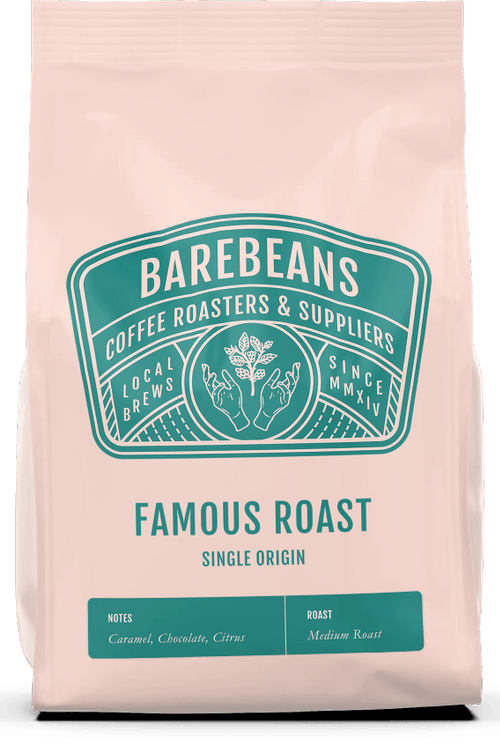 BAREBEANS
COFFEE ROASTERS & SUPPLIERS
LOCAL
BREWS
SINCE
MMXIV
FAMOUS ROAST
SINGLE ORIGIN
NOTES
Caramel, Chocolate, Citrus
ROAST
Medium Roast